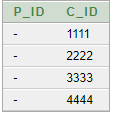 P_ID C_ID
- 1111
- 2222
- 3333
- 4444